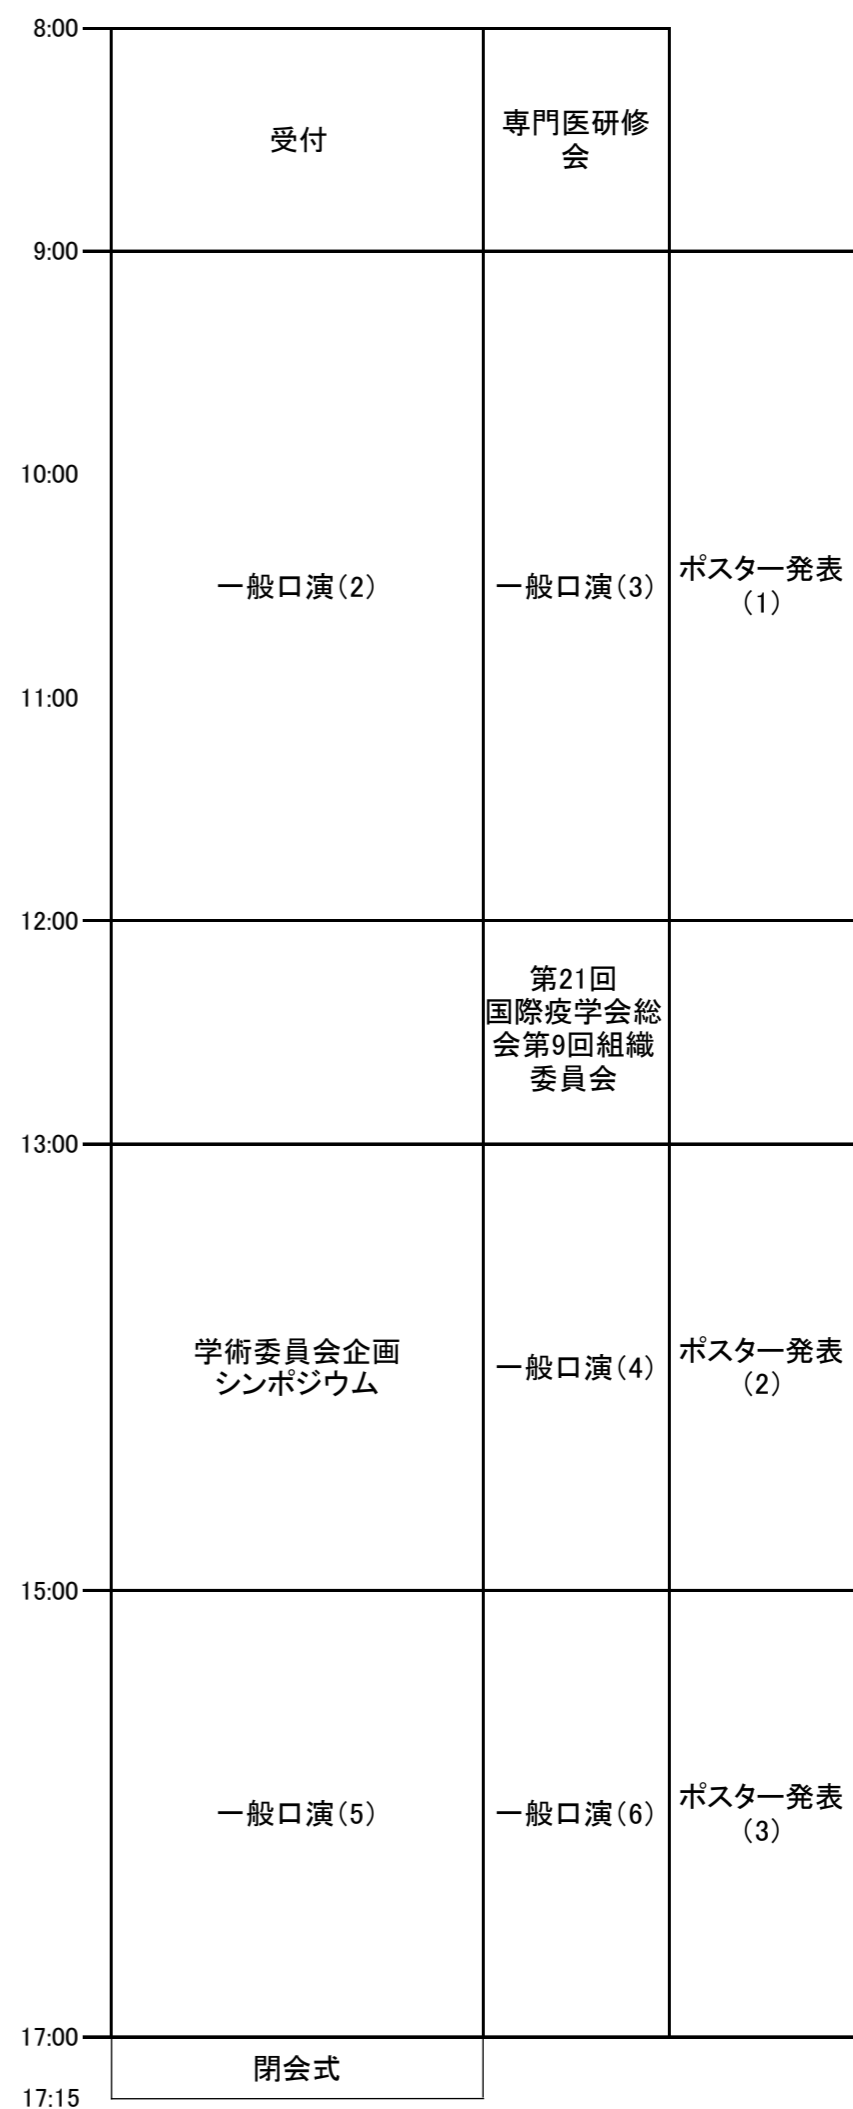 8:00
受付
専門医研修
会
9:00
10:00
一般口演（2）
一般口演（3）
ポスター発表
（1）
11:00
12:00
第21回
国際疫学会総
会第9回組織
委員会
13:00
学術委員会企画
シンポジウム
一般口演（4）
ポスター発表
（2）
15:00
一般口演（5）
一般口演（6）
ポスター発表
（3）
17:00
閉会式
17:15